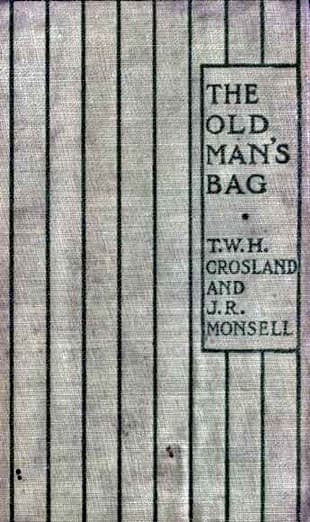 THE
OLD
MAN'S
BAG
•
T.W.H.
CROSLAND
AND
J.R.
MONSELL